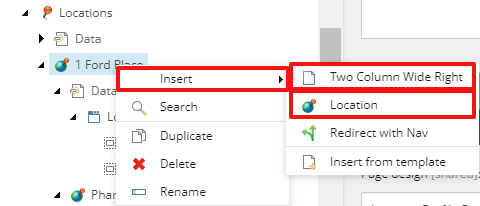 Locations
Data
1 Ford Place
Insert
Two Column Wide Right
Data
Search
Location
Lo
Duplicate
Redirect with Nav
Delete
Insert from template
Page design [shared]
Phar
Rename